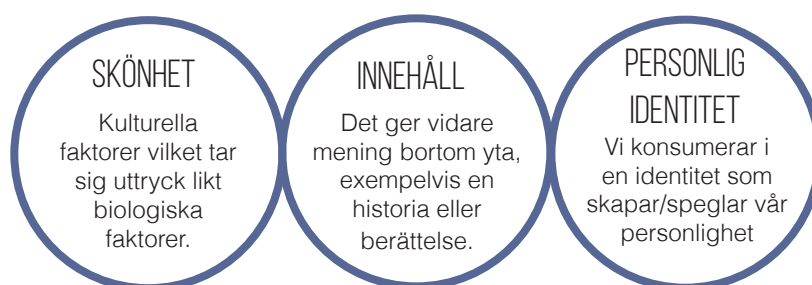 SKÖNHET
Kulturella
faktorer vilket tar
sig uttryck likt
biologiska
faktorer.
INNEHÅLL
Det ger vidare
mening bortom yta,
exempelvis en
historia eller
berättelse.
PERSONLIG
IDENTITET
Vi konsumerar i
en identitet som
skapar/speglar vår
personlighet